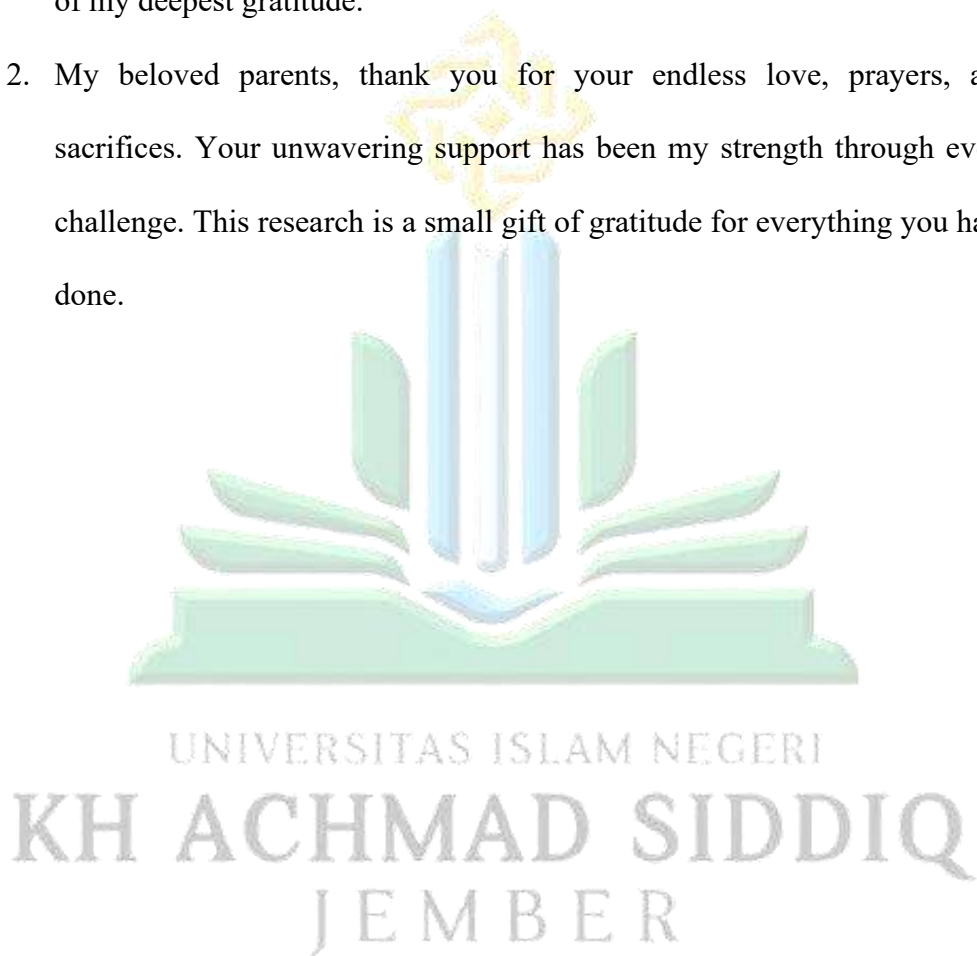 of my deepest gratitude.
2. My beloved parents, thank you for your endless love, prayers, a
sacrifices. Your unwavering support has been my strength through ev
challenge. This research is a small gift of gratitude for everything you ha
done.
UNIVERSITAS ISLAM NEGERI
KH ACHMAD SIDDIQ
JEMBER